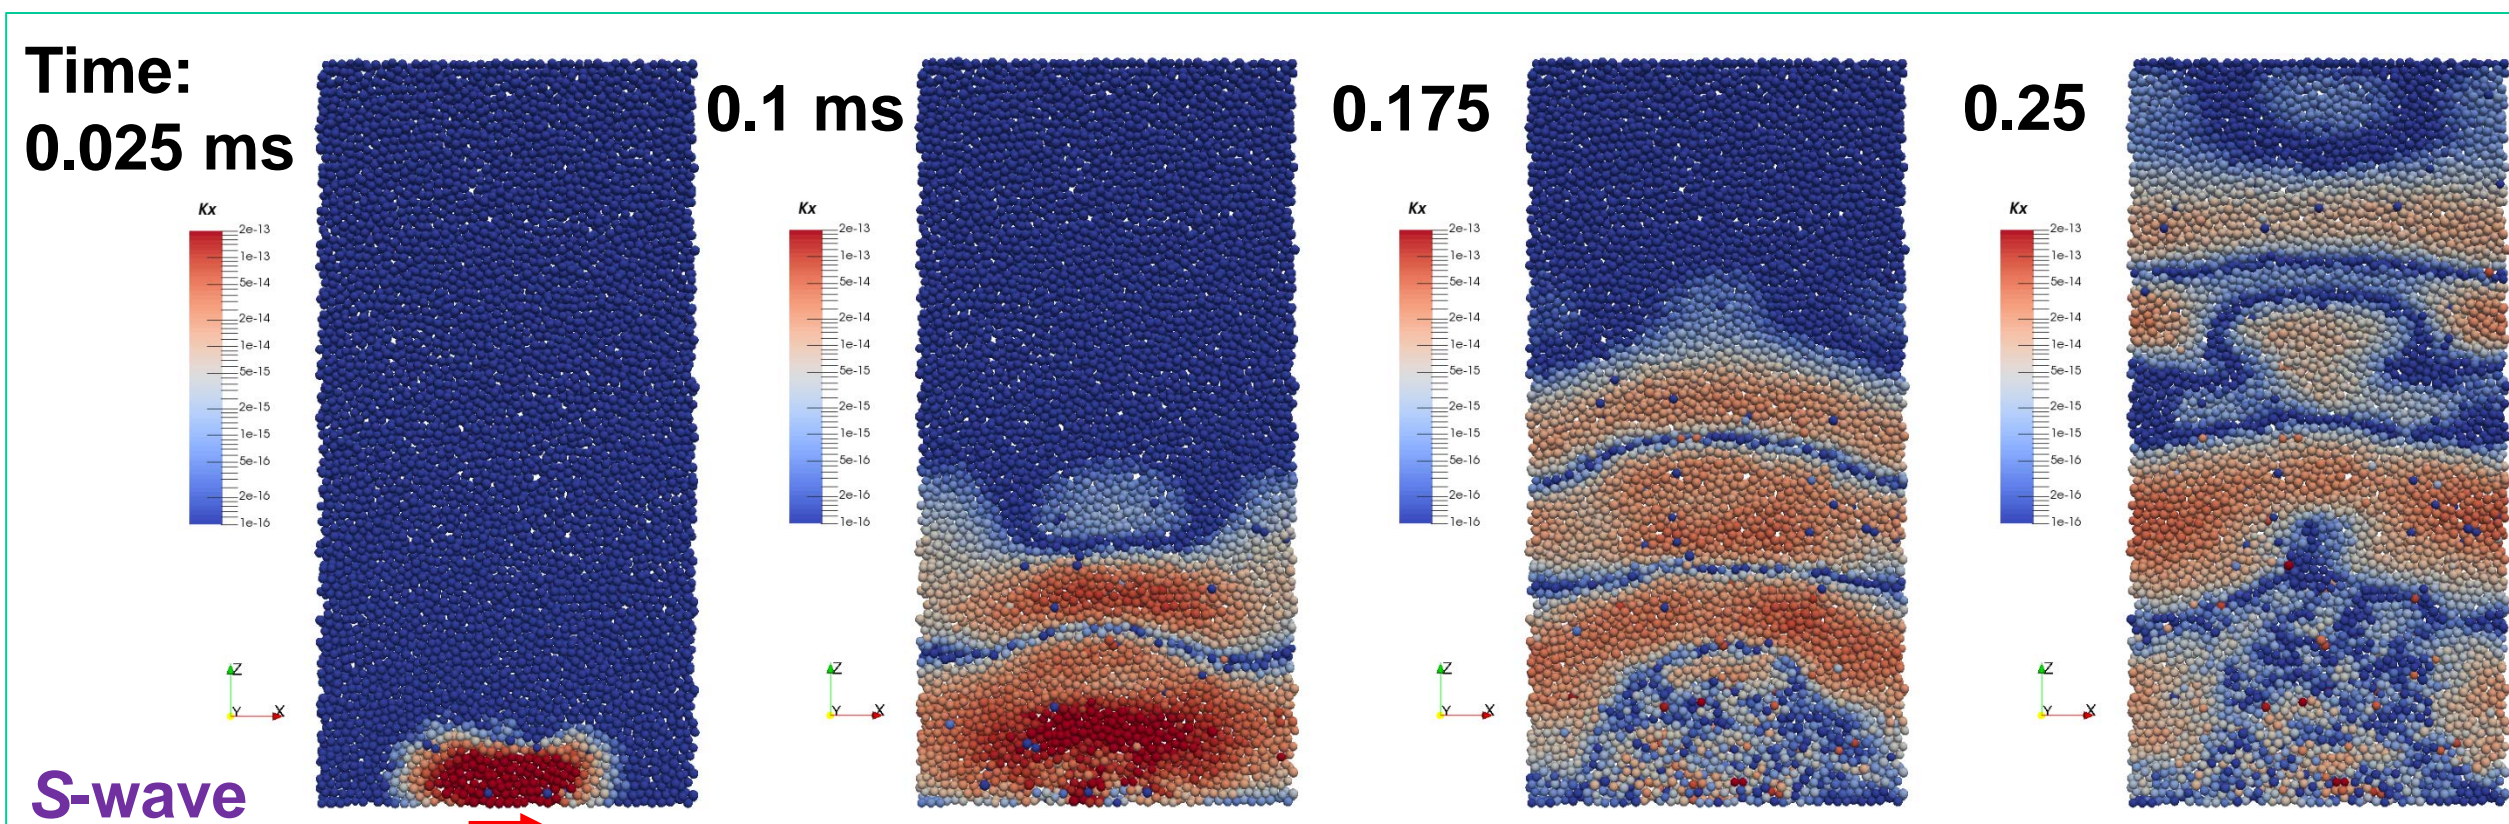 Time:
0.025 ms
0.1 ms
0.175
0.25
Kx
2e-13
1e-13
5e-14
2e-14
1e-14
5e-15
2e-15
1e-15
5e-16
2e-16
1e-16
Z
Y X
Kx
2e-13
1e-13
5e-14
2e-14
1e-14
5e-15
2e-15
1e-15
5e-16
2e-16
1e-16
Z
Y X
Kx
2e-13
1e-13
5e-14
2e-14
1e-14
5e-15
2e-15
1e-15
5e-16
2e-16
1e-16
Z
Y X
Kx
2e-13
1e-13
5e-14
2e-14
1e-14
5e-15
2e-15
1e-15
5e-16
2e-16
1e-16
Z
Y X
S-wave